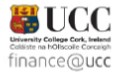 UCC
University College Cork, Ireland
Coláiste na hOllscoile Corcaigh
finance@ucc